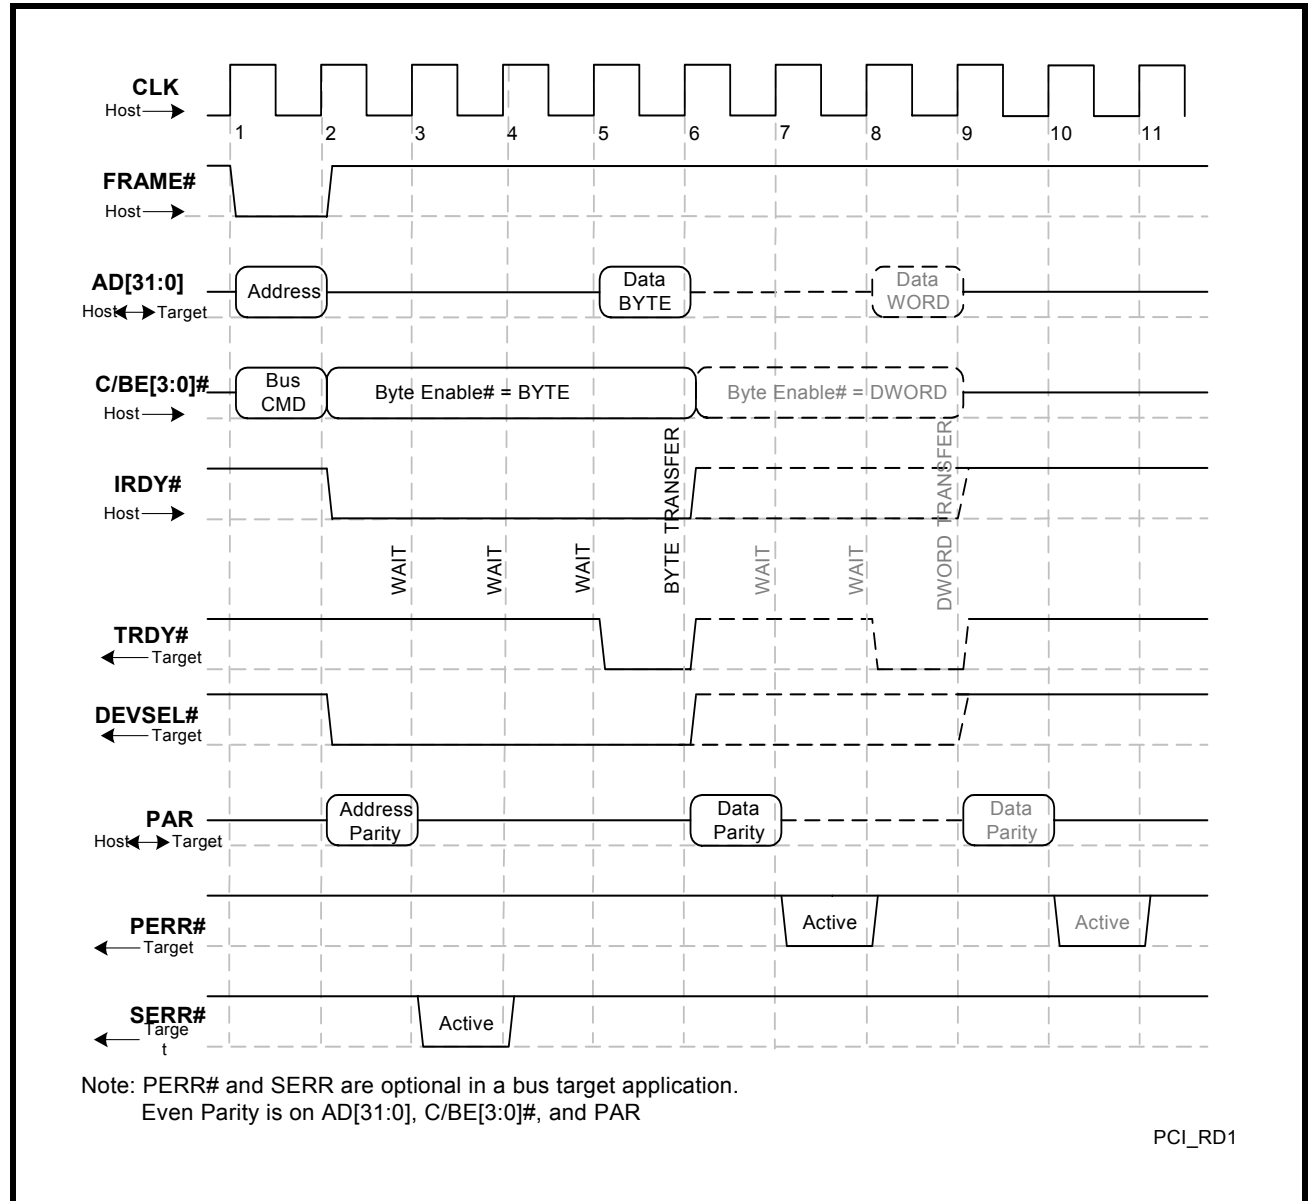 CLK
Host
1 2 3 4 5 6 7 8 9 10 11
FRAME#
Host
AD[31:0]
Host Target
Address
Data
BYTE
Data
WORD
C/BE[3:0]#
Host
Bus
CMD
Byte Enable# = BYTE
Byte Enable# = DWORD
IRDY#
Host
WAIT
WAIT
WAIT
BYTE TRANSFER
WAIT
WAIT
DWORD TRANSFER
TRDY#
Target
DEVSEL#
Target
PAR
Host Target
Address
Parity
Data
Parity
Data
Parity
PERR#
Target
Active
Active
SERR#
Targe
t
Active
Note: PERR# and SERR are optional in a bus target application.
Even Parity is on AD[31:0], C/BE[3:0]#, and PAR
PCI_RD1